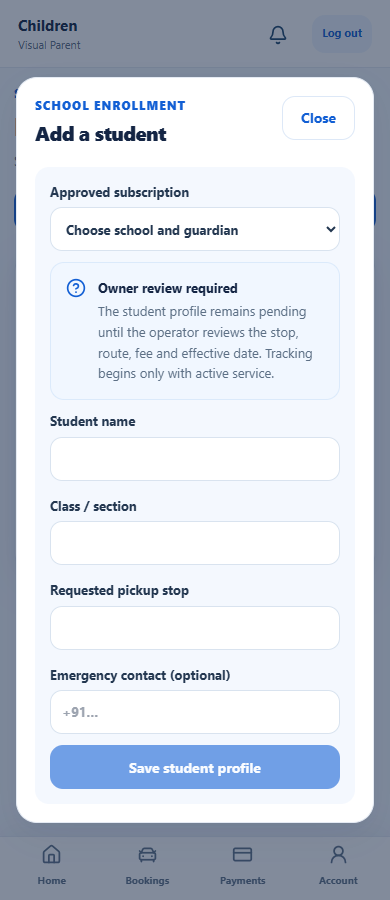 Children
Visual Parent
Log out
SCHOOL ENROLLMENT
Add a student
Close
Approved subscription
Choose school and guardian
Owner review required
The student profile remains pending
until the operator reviews the stop,
route, fee and effective date. Tracking
begins only with active service.
Student name
Class / section
Requested pickup stop
Emergency contact (optional)
+91...
Save student profile
Home
Bookings
Payments
Account